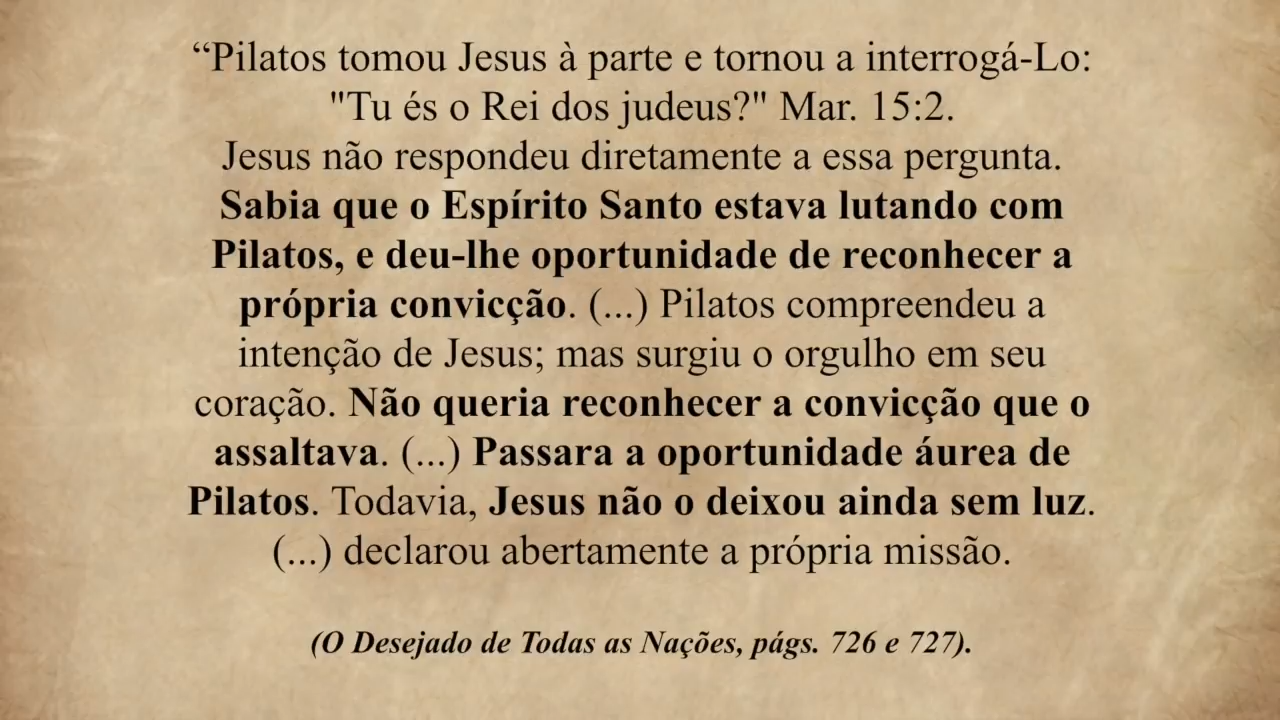 “Pilatos tomou Jesus à parte e tornou a interrogá-Lo:
"Tu és o Rei dos judeus?" Mar. 15:2.
Jesus não respondeu diretamente a essa pergunta.
Sabia que o Espírito Santo estava lutando com
Pilatos, e deu-lhe oportunidade de reconhecer a
própria convicção. (...) Pilatos compreendeu a
intenção de Jesus; mas surgiu o orgulho em seu
coração. Não queria reconhecer a convicção que o
assaltava. (...) Passara a oportunidade áurea de
Pilatos. Todavia, Jesus não o deixou ainda sem luz.
(...) declarou abertamente a própria missão.
(O Desejado de Todas as Nações, págs. 726 e 727).